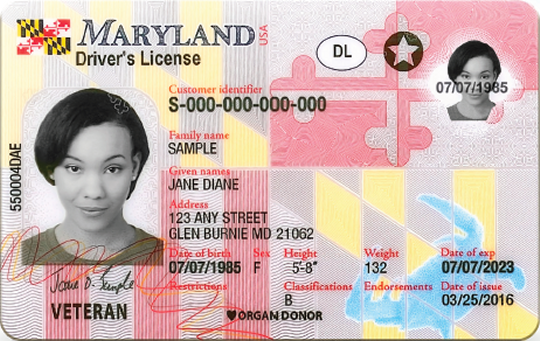 MARYLAND USA
Driver's License
DL
07/07/1985
Customer identifier
S-000-000-000-000
Family name
SAMPLE
Given names
JANE DIANE
Address
123 ANY STREET
GLEN BURNIE MD 21062
Date of birth Sex Height Weight Date of exp
07/07/1985 F 5'-8" 132 07/07/2023
Restrictions Classifications Endorsements Date of issue
B 03/25/2016
ORGAN DONOR
550004DAE
Jane D. Sample
VETERAN